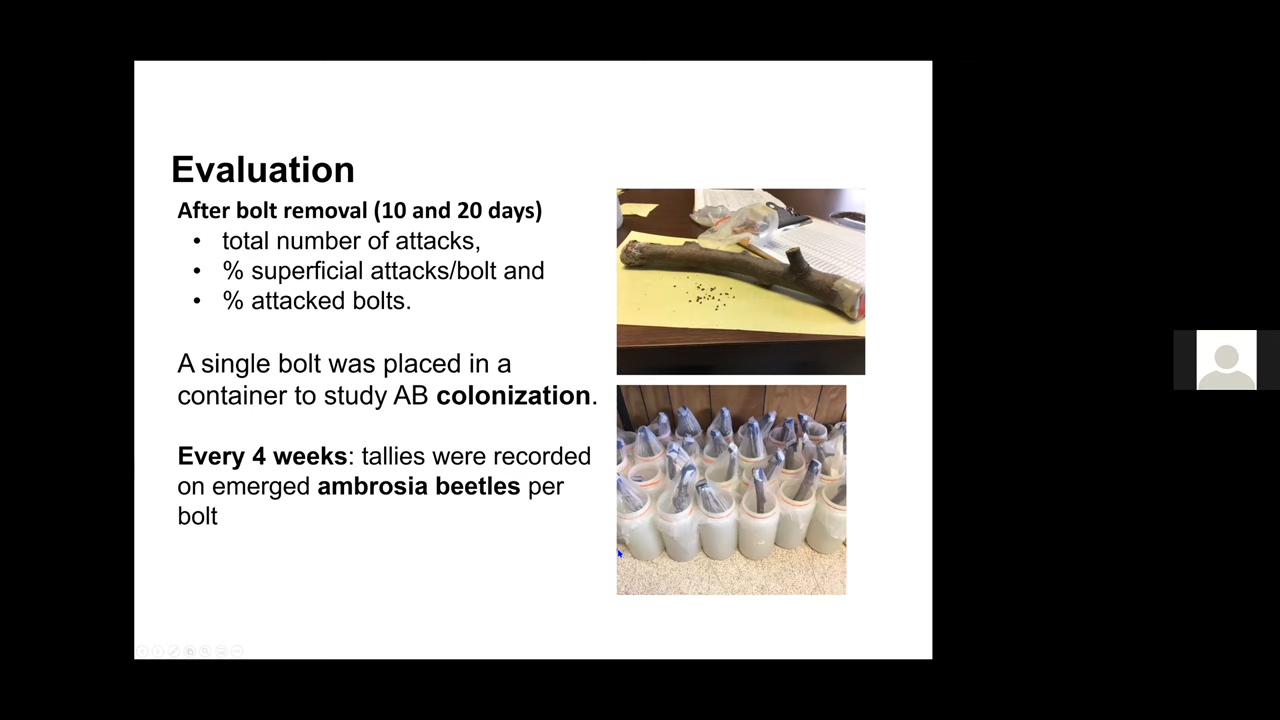 Evaluation
After bolt removal (10 and 20 days)
• total number of attacks,
• % superficial attacks/bolt and
• % attacked bolts.
A single bolt was placed in a
container to study AB colonization.
Every 4 weeks: tallies were recorded
on emerged ambrosia beetles per
bolt